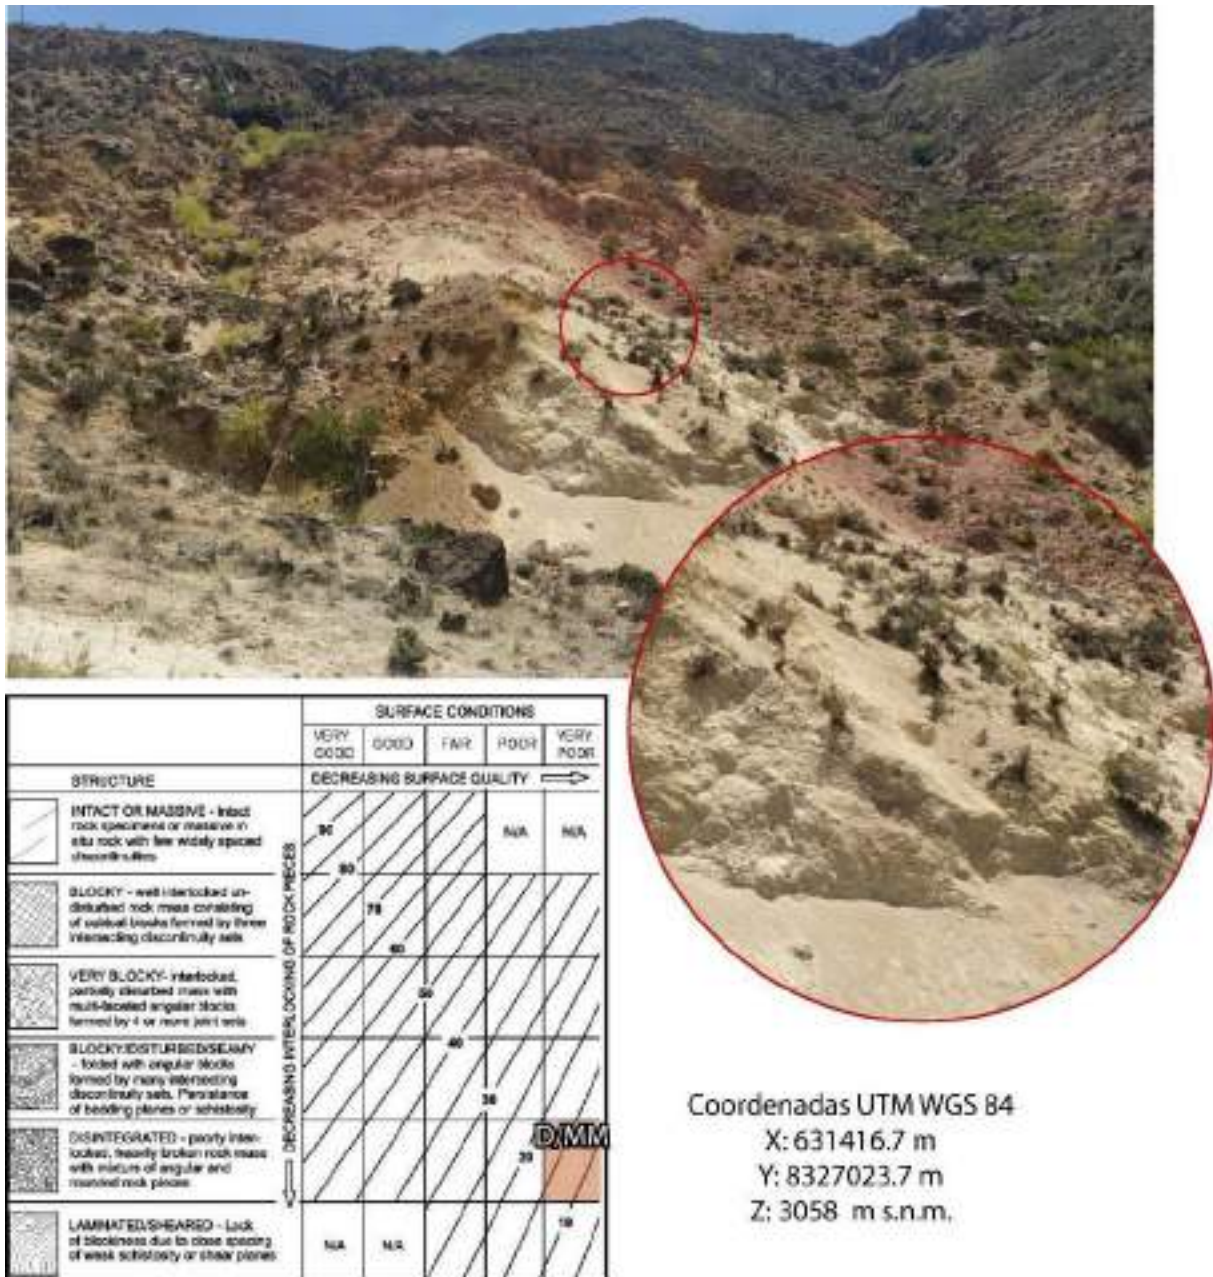 SURFACE CONDITIONS
VERY GOOD
GOOD
FAIR
POOR
VERY POOR
STRUCTURE
DECREASING SURFACE QUALITY
DECREASING INTERLOCKING OF ROCK PIECES
INTACT OR MASSIVE - Intact
rock specimens or massive in
situ rock with few widely spaced
discontinuities
90
N/A
N/A
80
BLOCKY - well interlocked un-
disturbed rock mass consisting
of cubical blocks formed by three
intersecting discontinuity sets
70
60
VERY BLOCKY- interlocked,
partially disturbed mass with
multi-faceted angular blocks
formed by 4 or more joint sets
50
BLOCKY/DISTURBED/SEAMY
- folded with angular blocks
formed by many intersecting
discontinuity sets. Persistance
of bedding planes or schistosity
40
30
DISINTEGRATED - poorly inter-
locked, heavily broken rock mass
with mixture of angular and
rounded rock pieces
D/MM
20
LAMINATED/SHEARED - Lack
of blockiness due to close spacing
of weak schistosity or shear planes
N/A
N/A
10
Coordenadas UTM WGS 84
X: 631416.7 m
Y: 8327023.7 m
Z: 3058 m s.n.m.